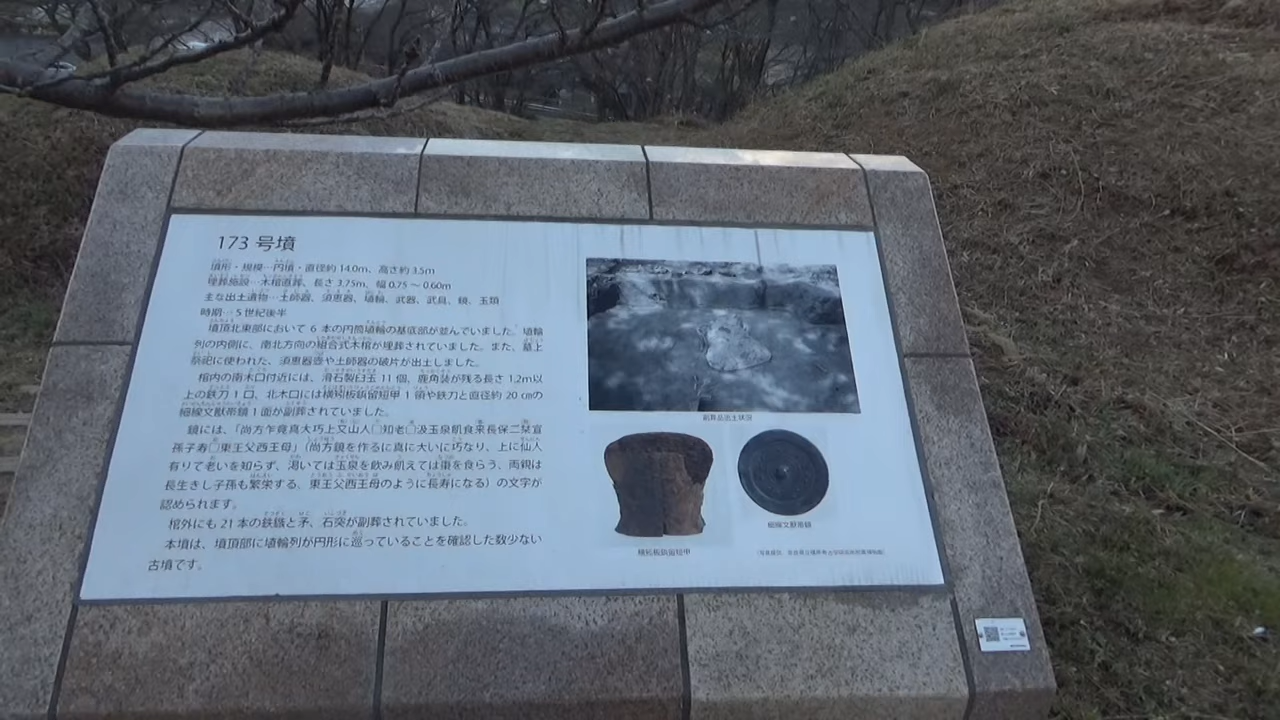 173 号墳
墳形・規模…円墳・直径約 14.0m、高さ約 3.5m
埋葬施設…木棺直葬、長さ 3.75m、幅 0.75 〜 0.60m
主な出土遺物…土師器、須恵器、埴輪、武器、武具、鏡、玉類
時期…5 世紀後半
墳頂北東部において 6 本の円筒埴輪の基底部が並んでいました。埴輪
列の内側に、南北方向の組合式木棺が埋葬されていました。また、墓上
祭祀に使われた、須恵器壺や土師器の破片が出土しました。
棺内の南木口付近には、滑石製臼玉 11 個、鹿角装が残る長さ 1.2m以
上の鉄刀 1 口、北木口には横矧板鋲留短甲 1 領や鉄刀と直径約 20 ㎝の
細線文獣帯鏡 1 面が副葬されていました。
鏡には、「尚方乍竟真大巧上又山人□知老□汲玉泉飢食来長保二栞宣
孫子寿□東王父西王母」（尚方鏡を作るに真に大いに巧なり、上に仙人
有りて老いを知らず、渇いては玉泉を飲み飢えては棗を食らう、両親は
長生きし子孫も繁栄する。東王父西王母のように長寿になる）の文字が
認められます。
棺外にも 21 本の鉄鏃と矛、石突が副葬されていました。
本墳は、墳頂部に埴輪列が円形に巡っていることを確認した数少ない
古墳です。
副葬品出土状況
横矧板鋲留短甲
細線文獣帯鏡